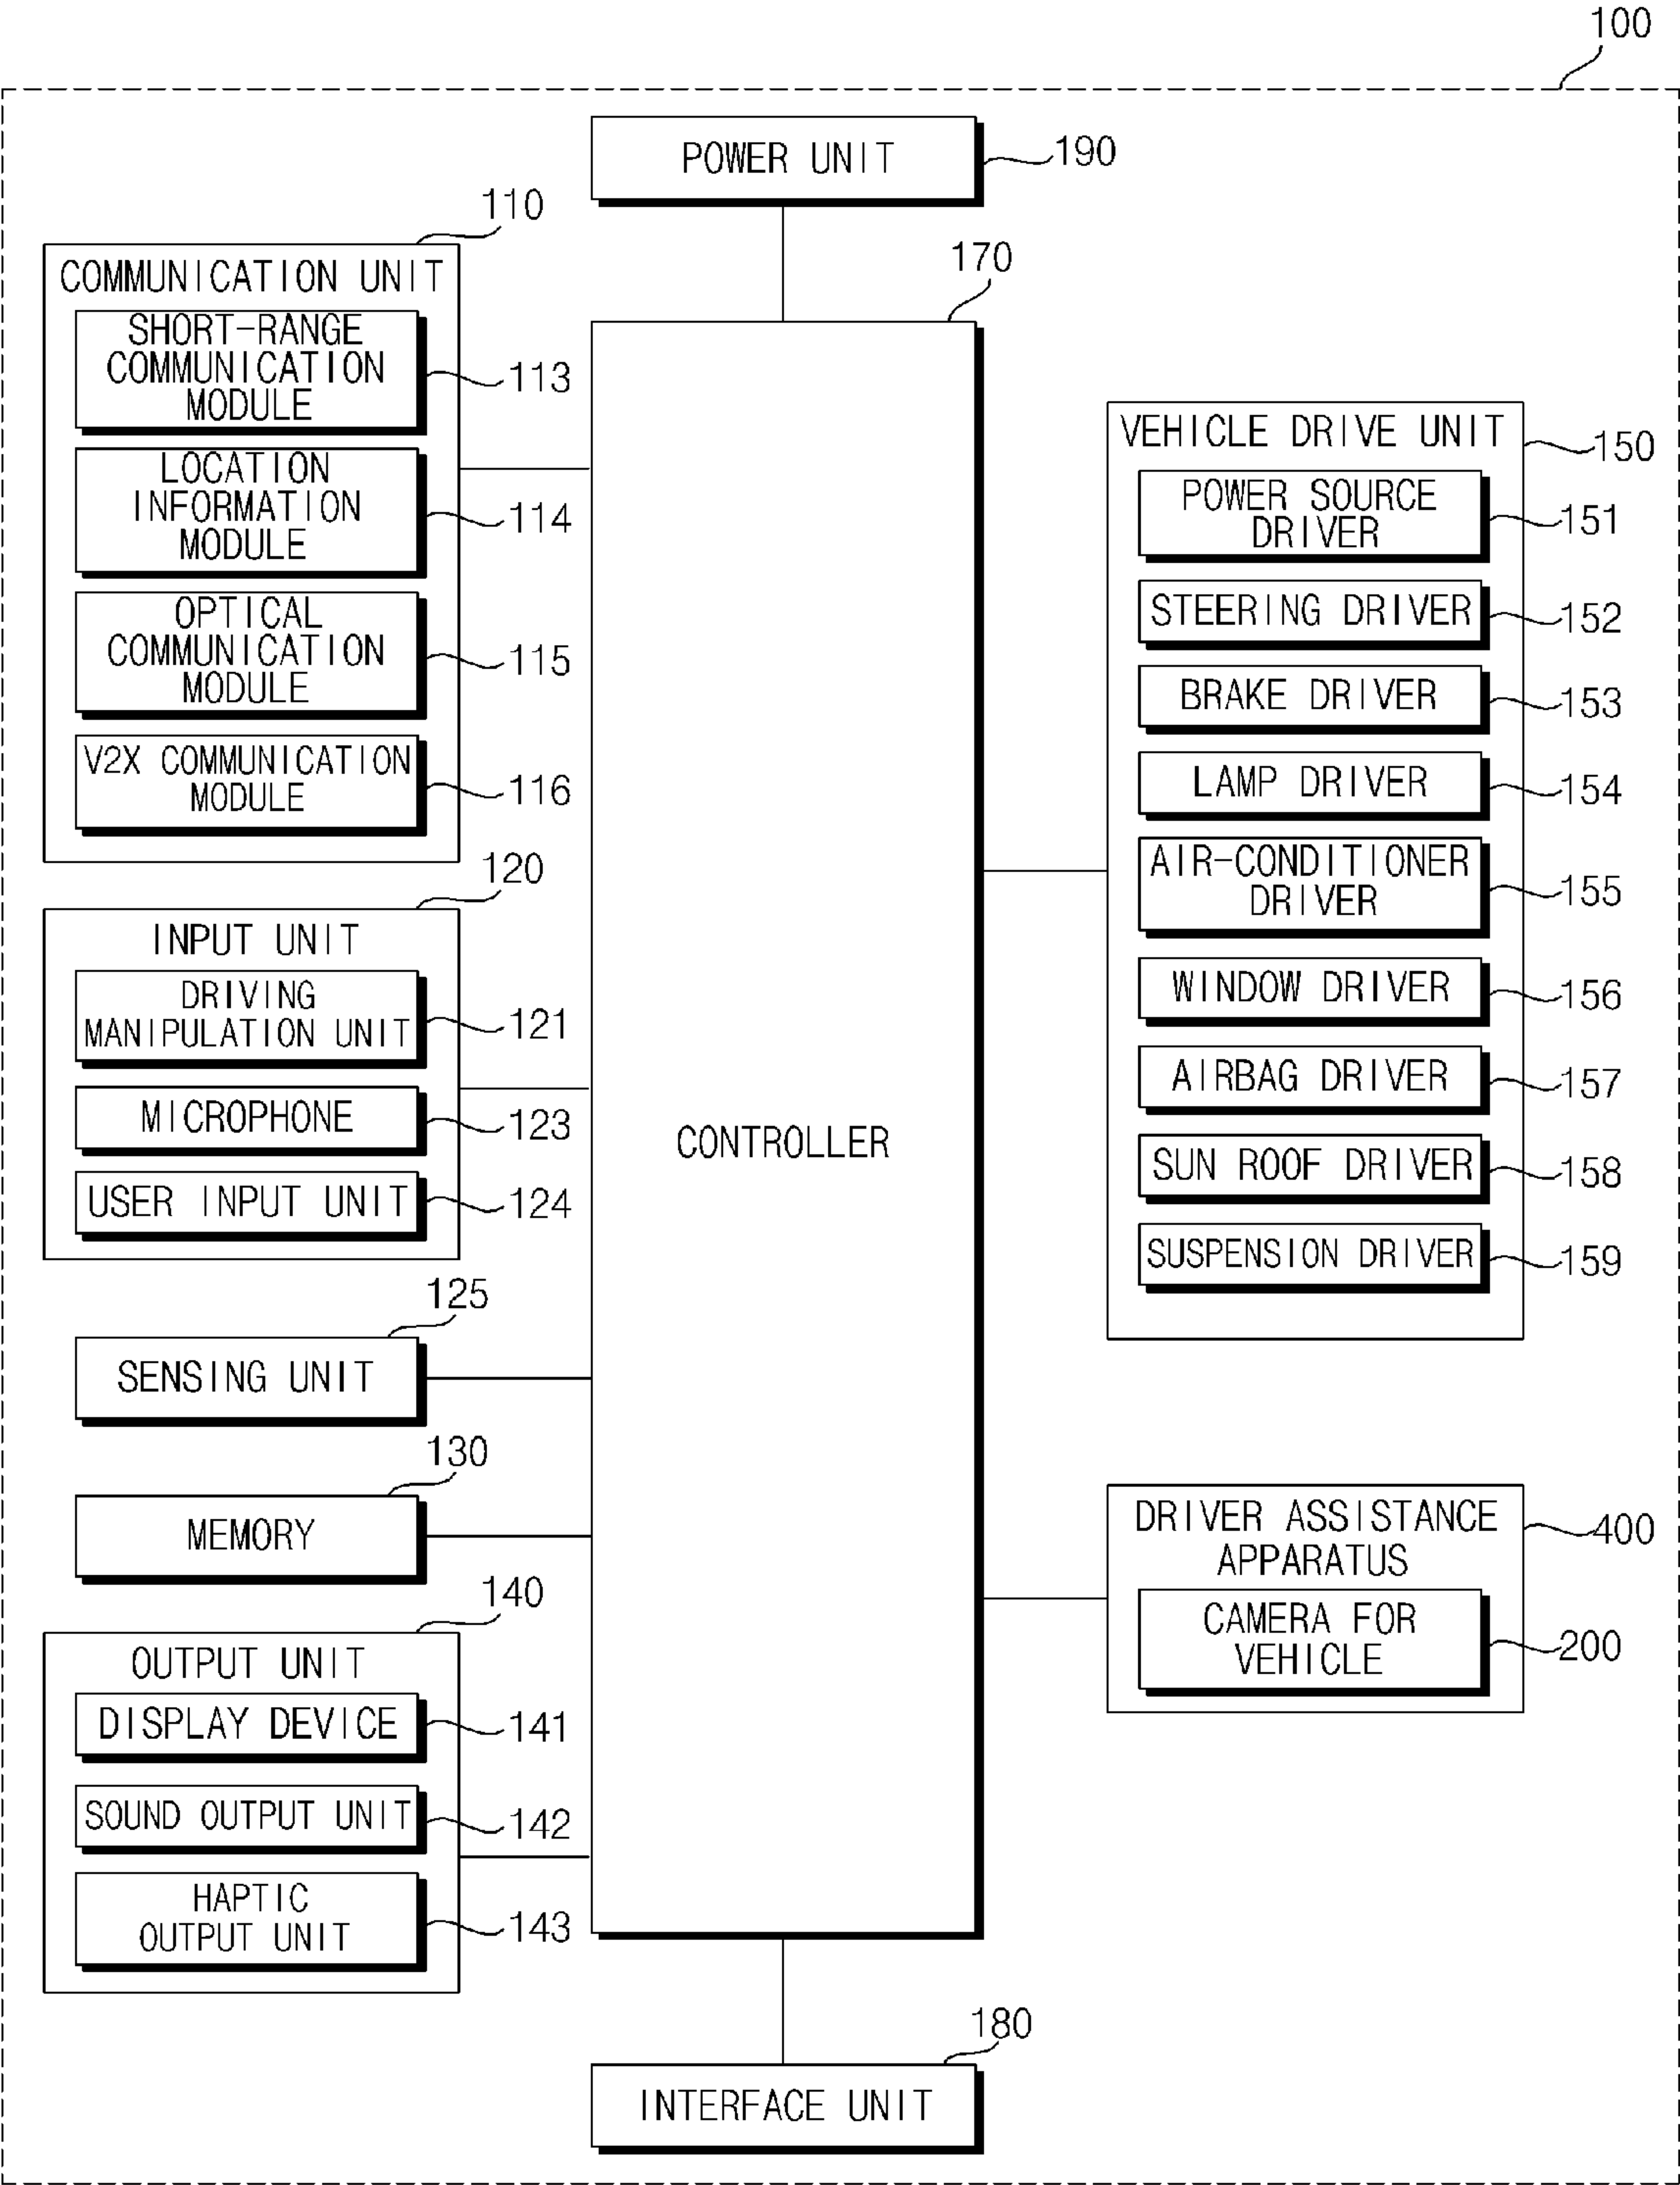 100
POWER UNIT
190
110
COMMUNICATION UNIT
SHORT-RANGE
COMMUNICATION
MODULE
113
LOCATION
INFORMATION
MODULE
114
OPTICAL
COMMUNICATION
MODULE
115
V2X COMMUNICATION
MODULE
116
120
INPUT UNIT
DRIVING
MANIPULATION UNIT
121
MICROPHONE
123
USER INPUT UNIT
124
125
SENSING UNIT
130
MEMORY
140
OUTPUT UNIT
DISPLAY DEVICE
141
SOUND OUTPUT UNIT
142
HAPTIC
OUTPUT UNIT
143
170
CONTROLLER
VEHICLE DRIVE UNIT
150
POWER SOURCE
DRIVER
151
STEERING DRIVER
152
BRAKE DRIVER
153
LAMP DRIVER
154
AIR-CONDITIONER
DRIVER
155
WINDOW DRIVER
156
AIRBAG DRIVER
157
SUN ROOF DRIVER
158
SUSPENSION DRIVER
159
DRIVER ASSISTANCE
APPARATUS
400
CAMERA FOR
VEHICLE
200
180
INTERFACE UNIT